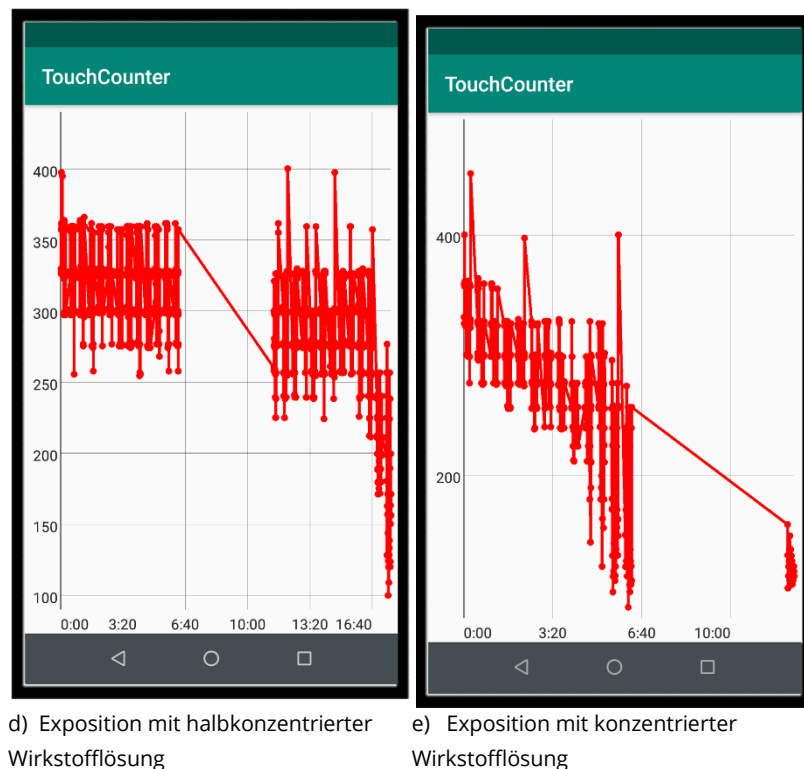 TouchCounter
400
350
300
250
200
150
100
0:00 3:20 6:40 10:00 13:20 16:40
d) Exposition mit halbkonzentrierter
Wirkstofflösung
TouchCounter
400
200
0:00 3:20 6:40 10:00
e) Exposition mit konzentrierter
Wirkstofflösung